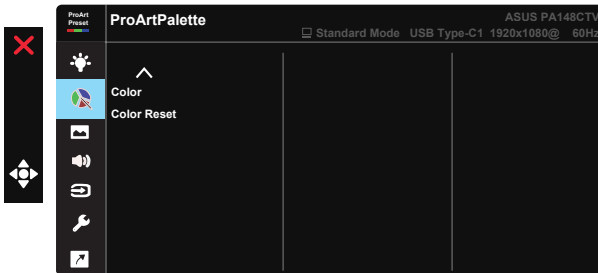 ProArt
Preset
ProArtPalette
ASUS PA148CTV
Standard Mode USB Type-C1 1920x1080@ 60Hz
Color
Color Reset